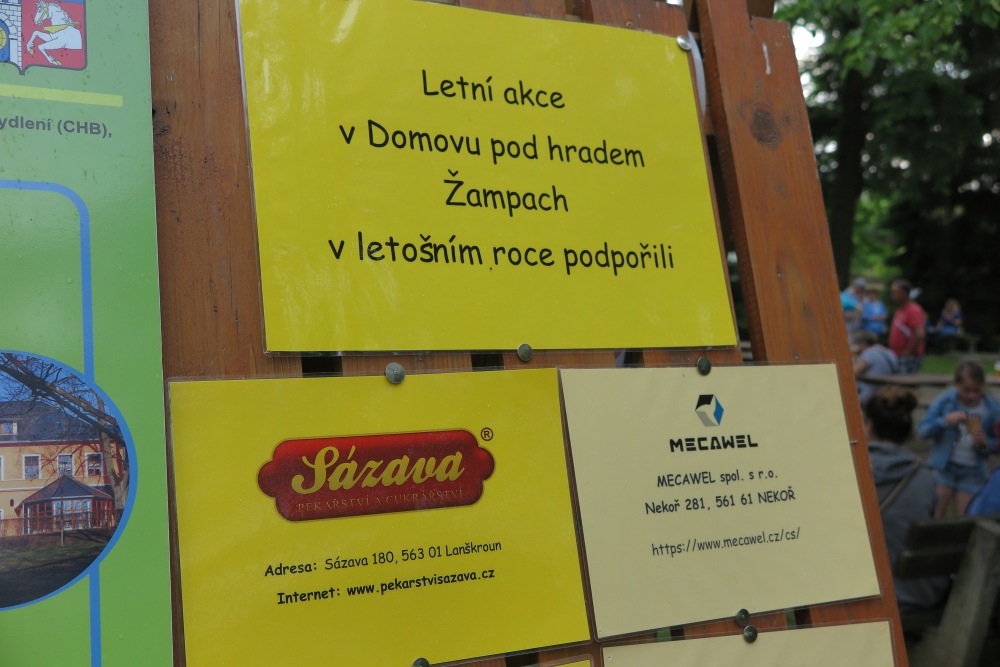 ydlení (CHB),
Letní akce
v Domovu pod hradem
Žampach
v letošním roce podpořili
Sázava ®
PEKAŘSTVÍ A CUKRÁŘSTVÍ
Adresa: Sázava 180, 563 01 Lanškroun
Internet: www.pekarstvisazava.cz
MECAWEL
MECAWEL spol. s r.o.
Nekoř 281, 561 61 NEKOŘ
https://www.mecawel.cz/cs/